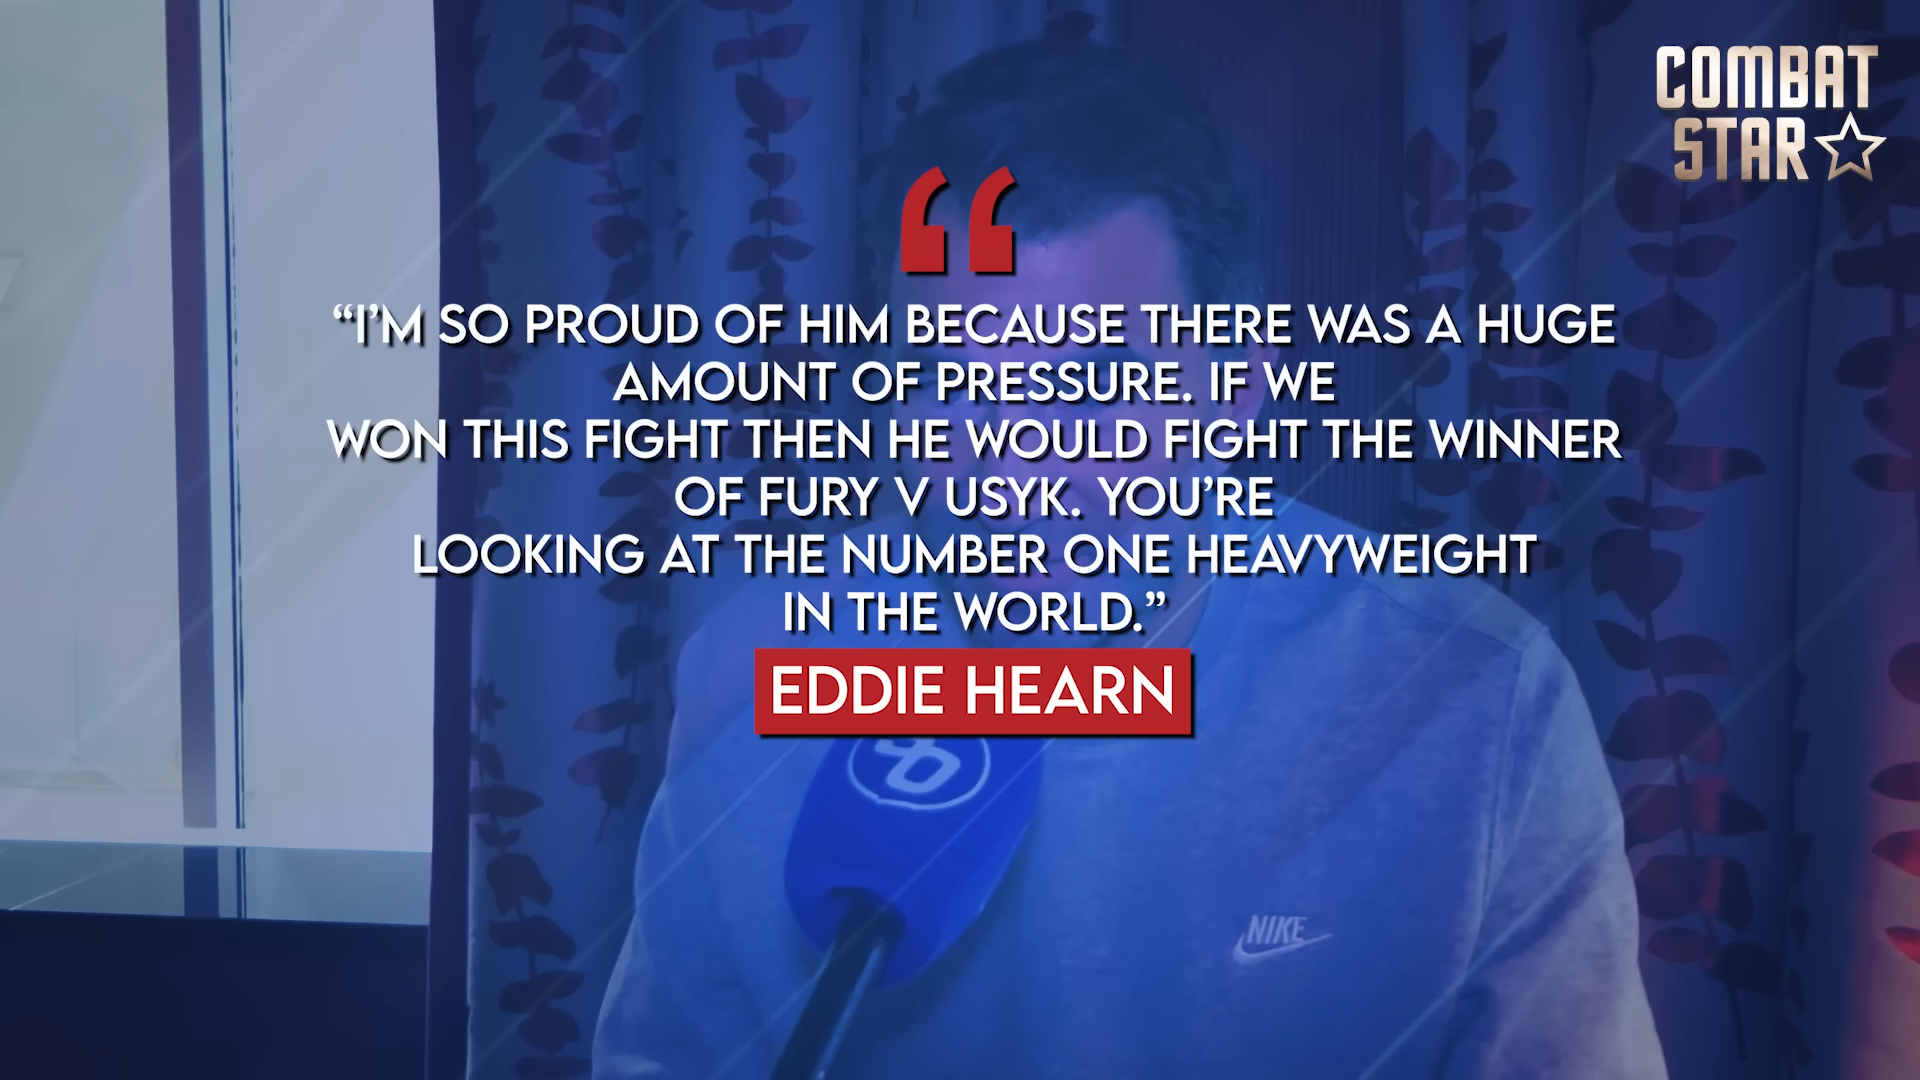 COMBAT
STAR
“
“I’M SO PROUD OF HIM BECAUSE THERE WAS A HUGE
AMOUNT OF PRESSURE. IF WE
WON THIS FIGHT THEN HE WOULD FIGHT THE WINNER
OF FURY V USYK. YOU’RE
LOOKING AT THE NUMBER ONE HEAVYWEIGHT
IN THE WORLD.”
EDDIE HEARN
NIKE